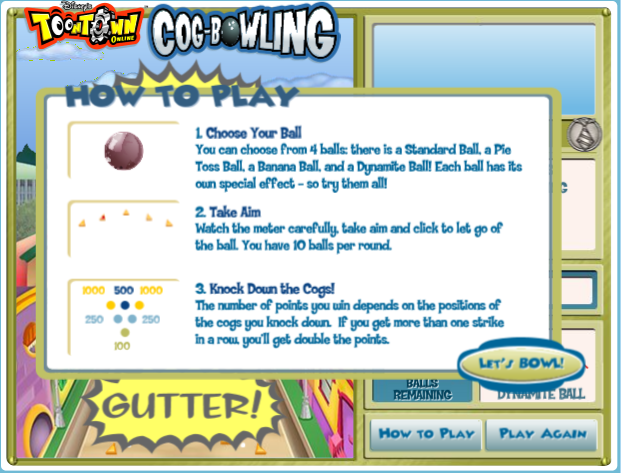 Disney's
TOONTOWN
ONLINE
COG-BOWLING
HOW TO PLAY
1. Choose Your Ball
You can choose from 4 balls: there is a Standard Ball, a Pie
Toss Ball, a Banana Ball, and a Dynamite Ball! Each ball has its
own special effect - so try them all!
2. Take Aim
Watch the meter carefully, take aim and click to let go of
the ball. You have 10 balls per round.
1000 500 1000
250 250
100
3. Knock Down the Cogs!
The number of points you win depends on the positions of
the cogs you knock down. If you get more than one strike
in a row, you'll get double the points.
LET'S BOWL!
GUTTER!
BALLS
REMAINING
DYNAMITE BALL
HOW TO PLAY
PLAY AGAIN